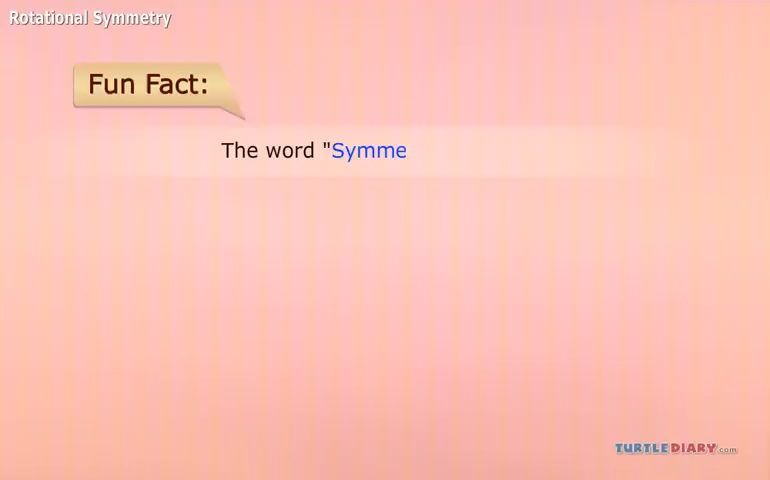 Rotational Symmetry
Fun Fact:
The word "Symme
TURTLEDIARY.com